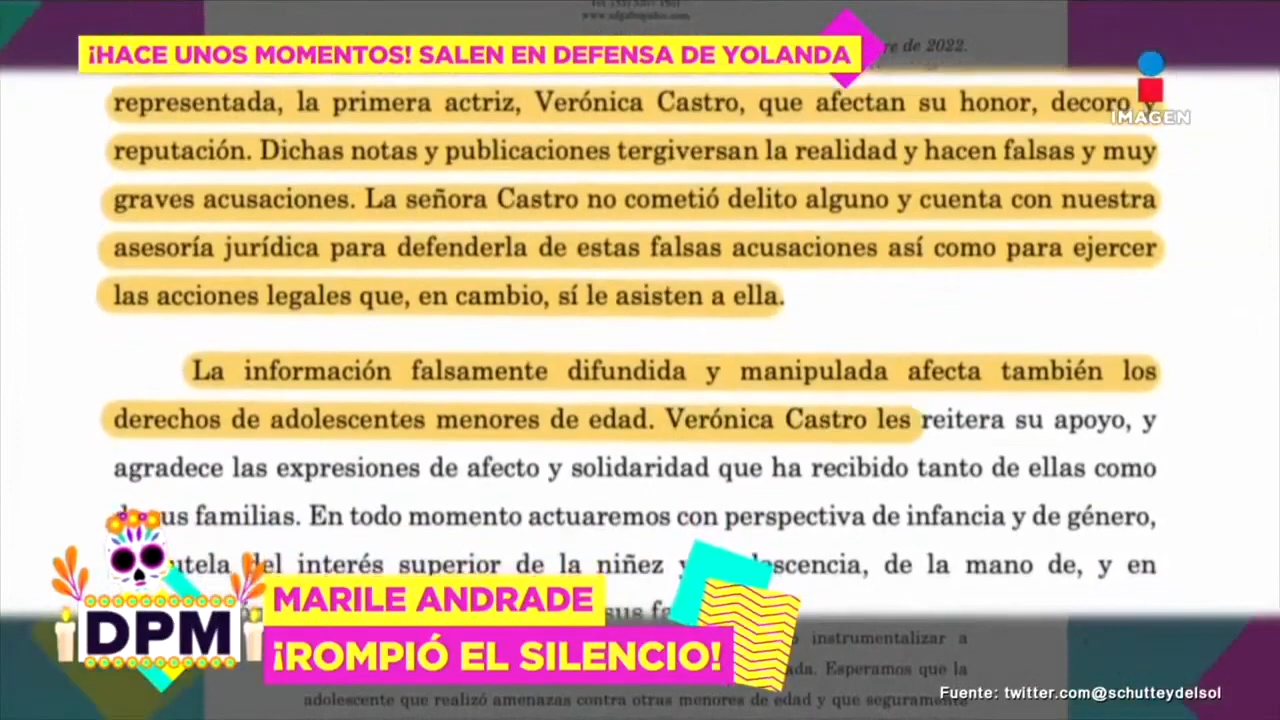 www.sdgabogados.com
re de 2022.
¡HACE UNOS MOMENTOS! SALEN EN DEFENSA DE YOLANDA
IMAGEN
representada, la primera actriz, Verónica Castro, que afectan su honor, decoro y
reputación. Dichas notas y publicaciones tergiversan la realidad y hacen falsas y muy
graves acusaciones. La señora Castro no cometió delito alguno y cuenta con nuestra
asesoría jurídica para defenderla de estas falsas acusaciones así como para ejercer
las acciones legales que, en cambio, sí le asisten a ella.
La información falsamente difundida y manipulada afecta también los
derechos de adolescentes menores de edad. Verónica Castro les reitera su apoyo, y
agradece las expresiones de afecto y solidaridad que ha recibido tanto de ellas como
sus familias. En todo momento actuaremos con perspectiva de infancia y de género,
del interés superior de la niñez y de la mano de, y en
sus
instrumentalizar a
Esperamos que la
adolescente que realizó amenazas contra otras menores de edad y que seguramente
DPM
MARILE ANDRADE
¡ROMPIÓ EL SILENCIO!
Fuente: twitter.com@schutteydelsol